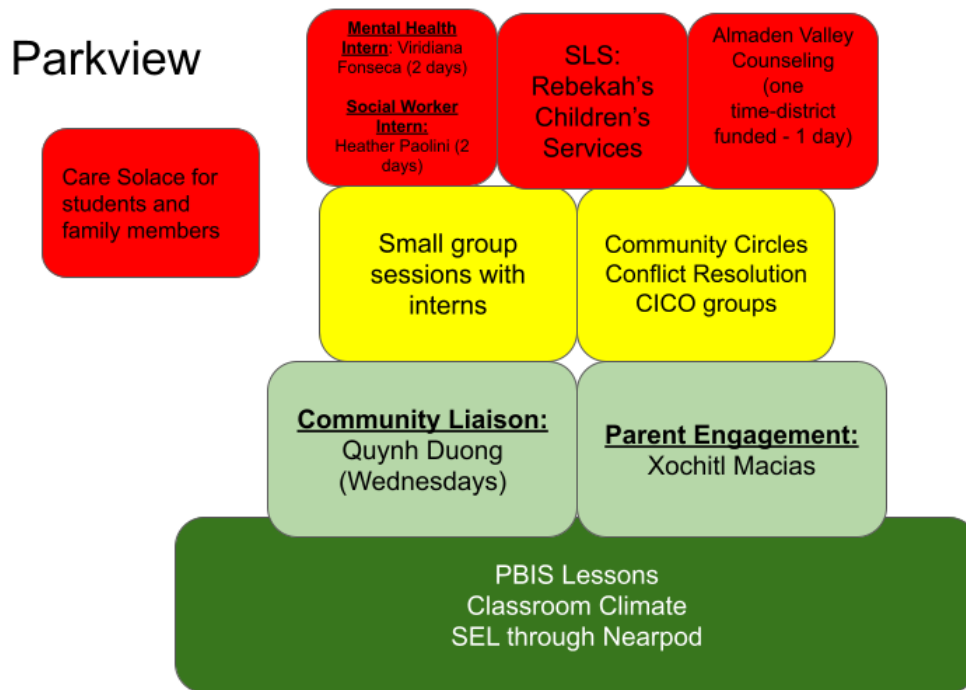 Parkview
Mental Health
Intern: Viridiana
Fonseca (2 days)
Social Worker
Intern:
Heather Paolini (2
days)
SLS:
Rebekah's
Children's
Services
Almaden Valley
Counseling
(one
time-district
funded - 1 day)
Care Solace for
students and
family members
Small group
sessions with
interns
Community Circles
Conflict Resolution
CICO groups
Community Liaison:
Quynh Duong
(Wednesdays)
Parent Engagement:
Xochitl Macias
PBIS Lessons
Classroom Climate
SEL through Nearpod